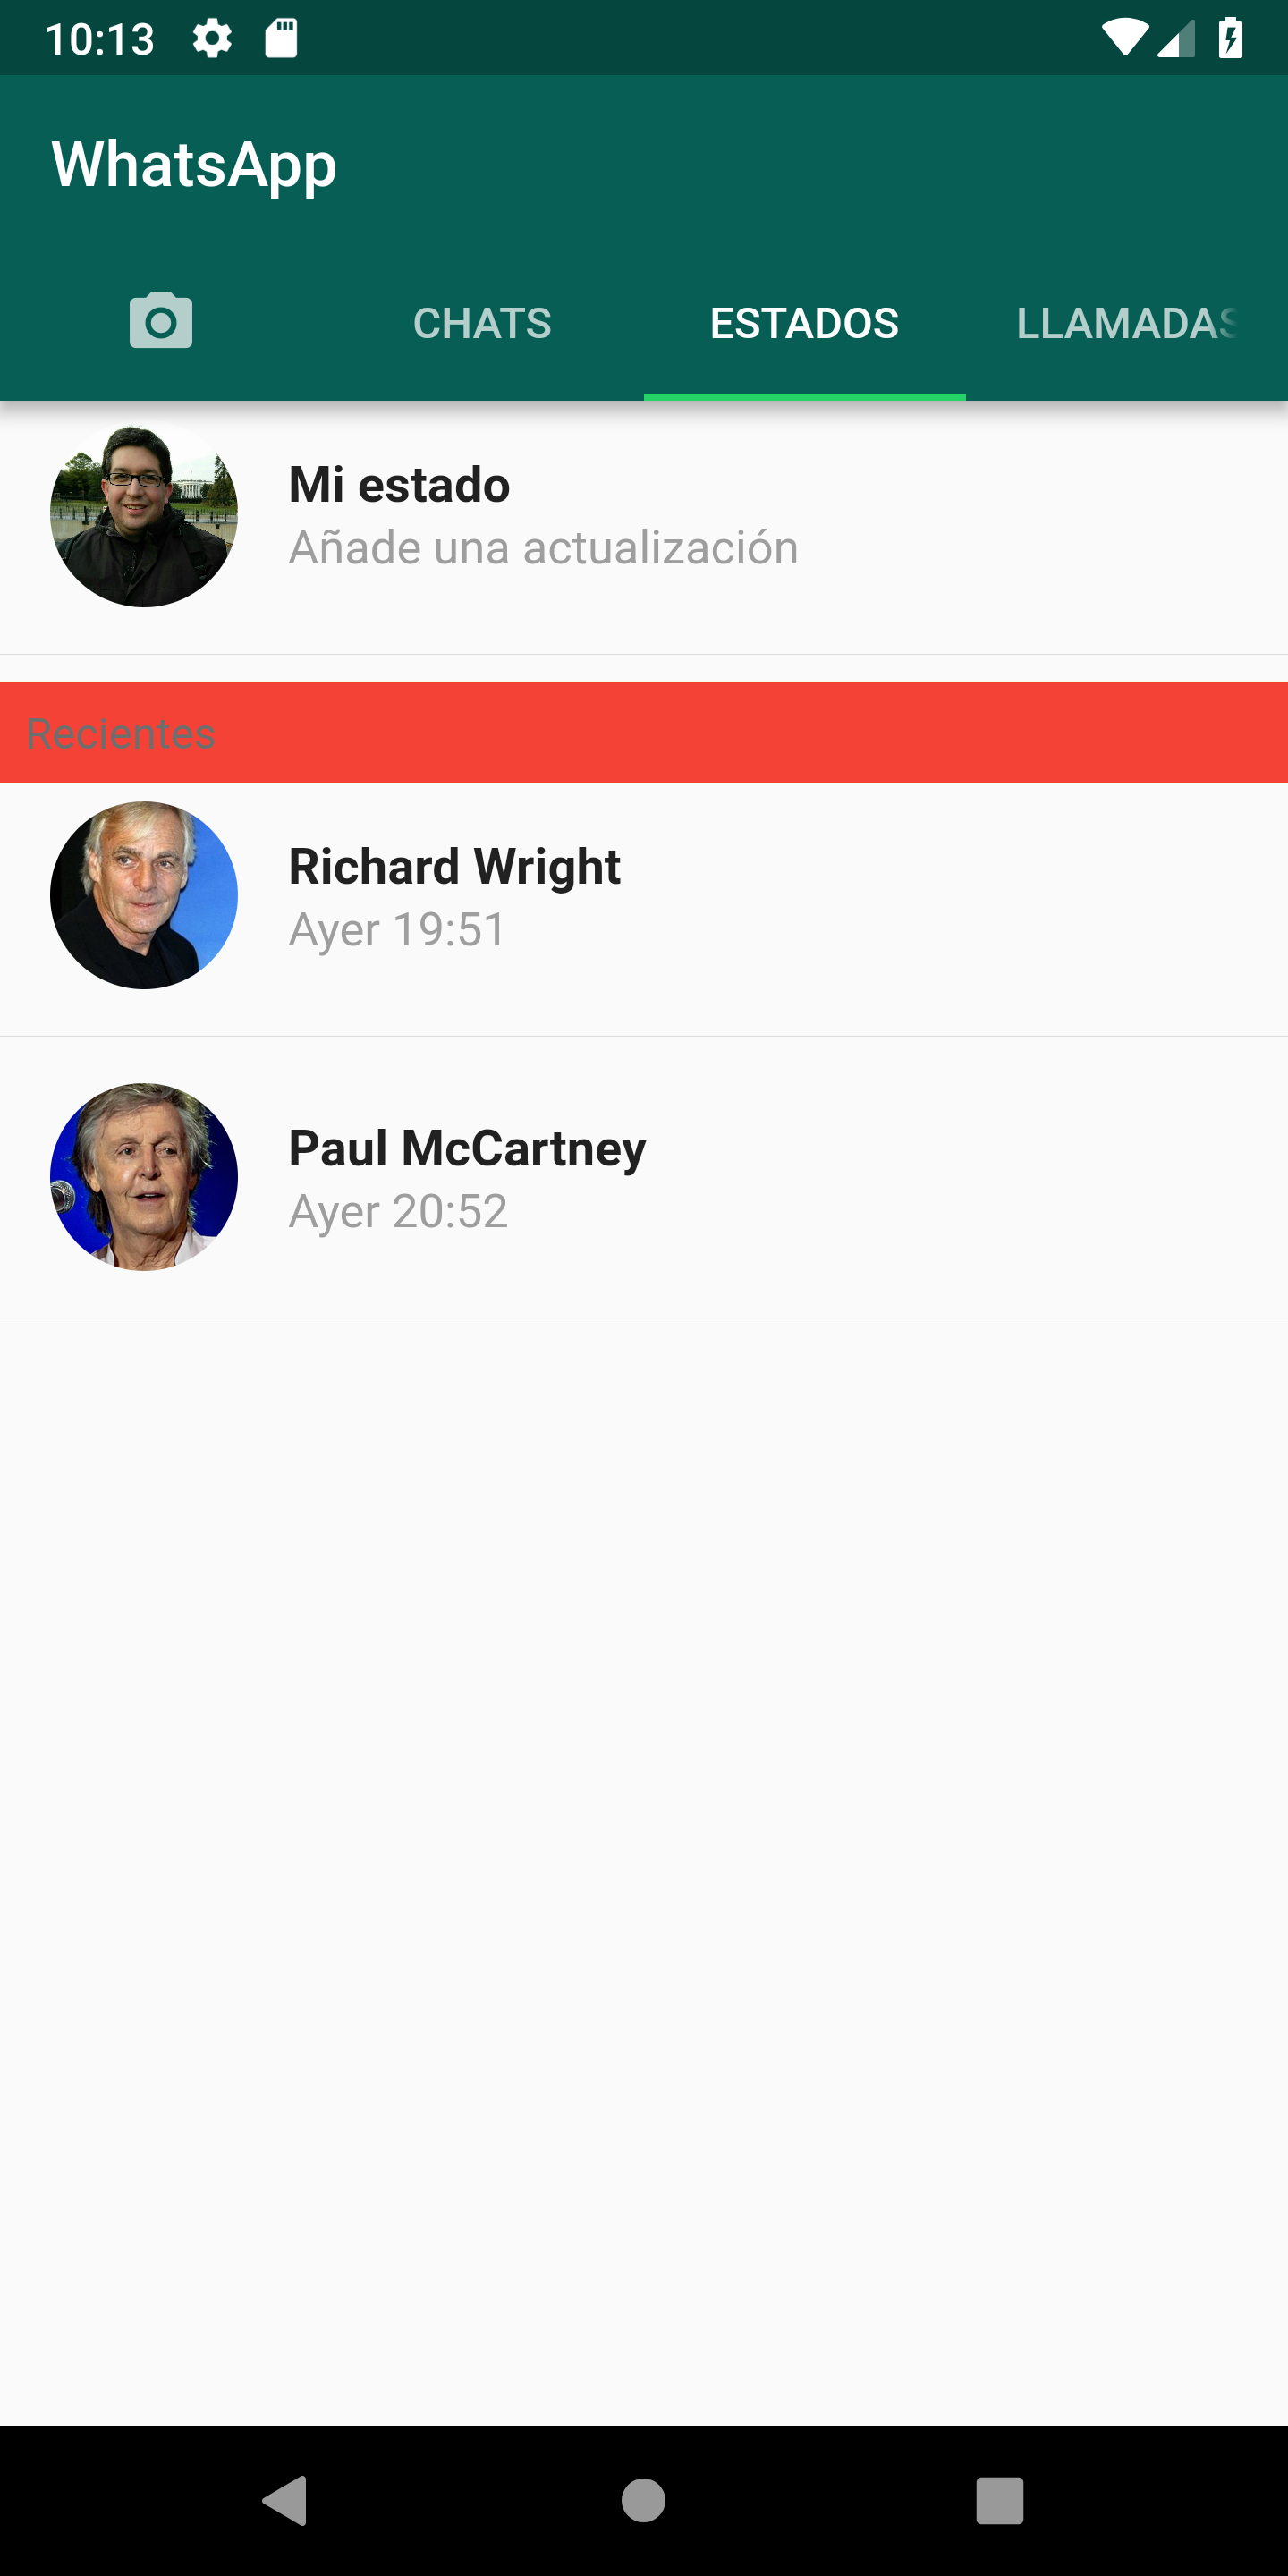 10:13
WhatsApp
CHATS ESTADOS LLAMADAS
Mi estado
Añade una actualización
Recientes
Richard Wright
Ayer 19:51
Paul McCartney
Ayer 20:52